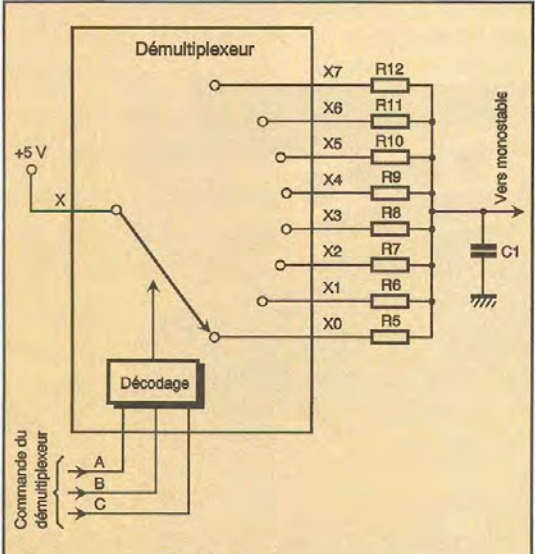 Démultiplexeur
X7 R12
X6 R11
X5 R10
X4 R9
X3 R8
X2 R7
X1 R6
X0 R5
+5 V
X
Vers monostable
C1
Décodage
Commande du
démultiplexeur
A
B
C